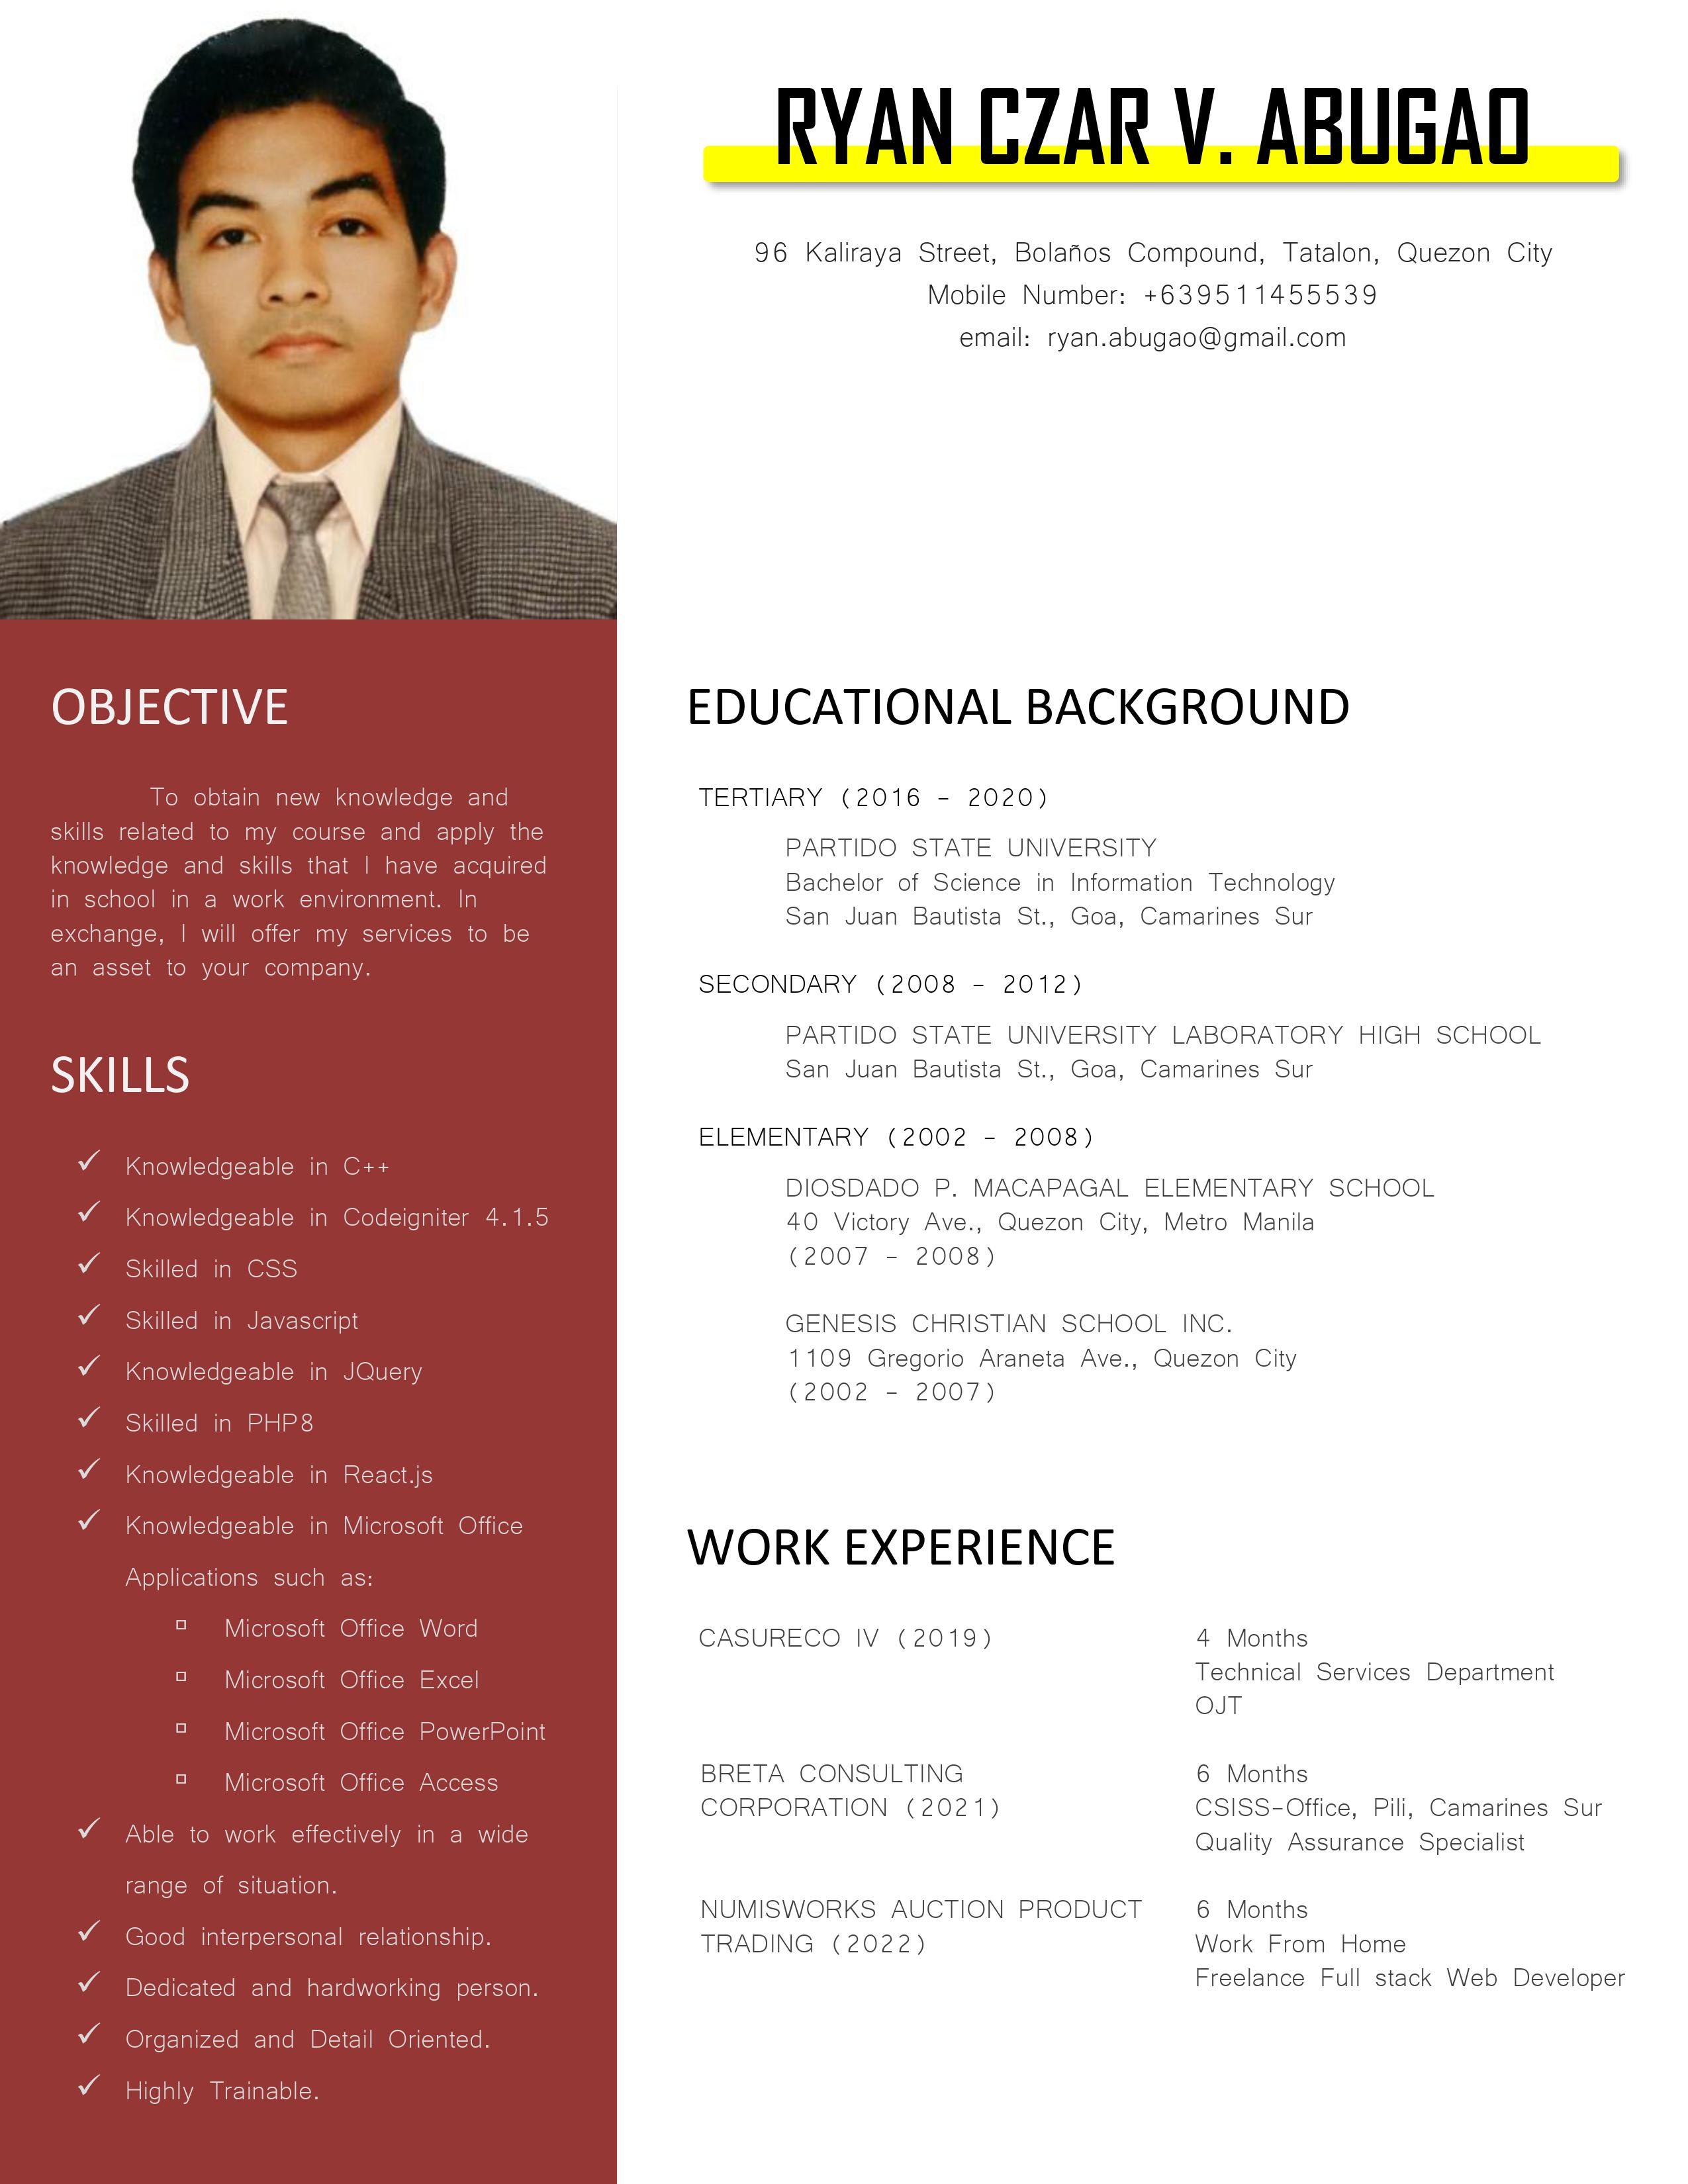 RYAN CZAR V. ABUGAO
96 Kaliraya Street, Bolaños Compound, Tatalon, Quezon City
Mobile Number: +639511455539
email: ryan.abugao@gmail.com
OBJECTIVE
To obtain new knowledge and
skills related to my course and apply the
knowledge and skills that I have acquired
in school in a work environment. In
exchange, I will offer my services to be
an asset to your company.
SKILLS
✓ Knowledgeable in C++
✓ Knowledgeable in Codeigniter 4.1.5
✓ Skilled in CSS
✓ Skilled in Javascript
✓ Knowledgeable in JQuery
✓ Skilled in PHP8
✓ Knowledgeable in React.js
✓ Knowledgeable in Microsoft Office
Applications such as:
▫ Microsoft Office Word
▫ Microsoft Office Excel
▫ Microsoft Office PowerPoint
▫ Microsoft Office Access
✓ Able to work effectively in a wide
range of situation.
✓ Good interpersonal relationship.
✓ Dedicated and hardworking person.
✓ Organized and Detail Oriented.
✓ Highly Trainable.
EDUCATIONAL BACKGROUND
TERTIARY (2016 - 2020)
PARTIDO STATE UNIVERSITY
Bachelor of Science in Information Technology
San Juan Bautista St., Goa, Camarines Sur
SECONDARY (2008 - 2012)
PARTIDO STATE UNIVERSITY LABORATORY HIGH SCHOOL
San Juan Bautista St., Goa, Camarines Sur
ELEMENTARY (2002 - 2008)
DIOSDADO P. MACAPAGAL ELEMENTARY SCHOOL
40 Victory Ave., Quezon City, Metro Manila
(2007 - 2008)
GENESIS CHRISTIAN SCHOOL INC.
1109 Gregorio Araneta Ave., Quezon City
(2002 - 2007)
WORK EXPERIENCE
CASURECO IV (2019)
4 Months
Technical Services Department
OJT
BRETA CONSULTING
CORPORATION (2021)
6 Months
CSISS-Office, Pili, Camarines Sur
Quality Assurance Specialist
NUMISWORKS AUCTION PRODUCT
TRADING (2022)
6 Months
Work From Home
Freelance Full stack Web Developer